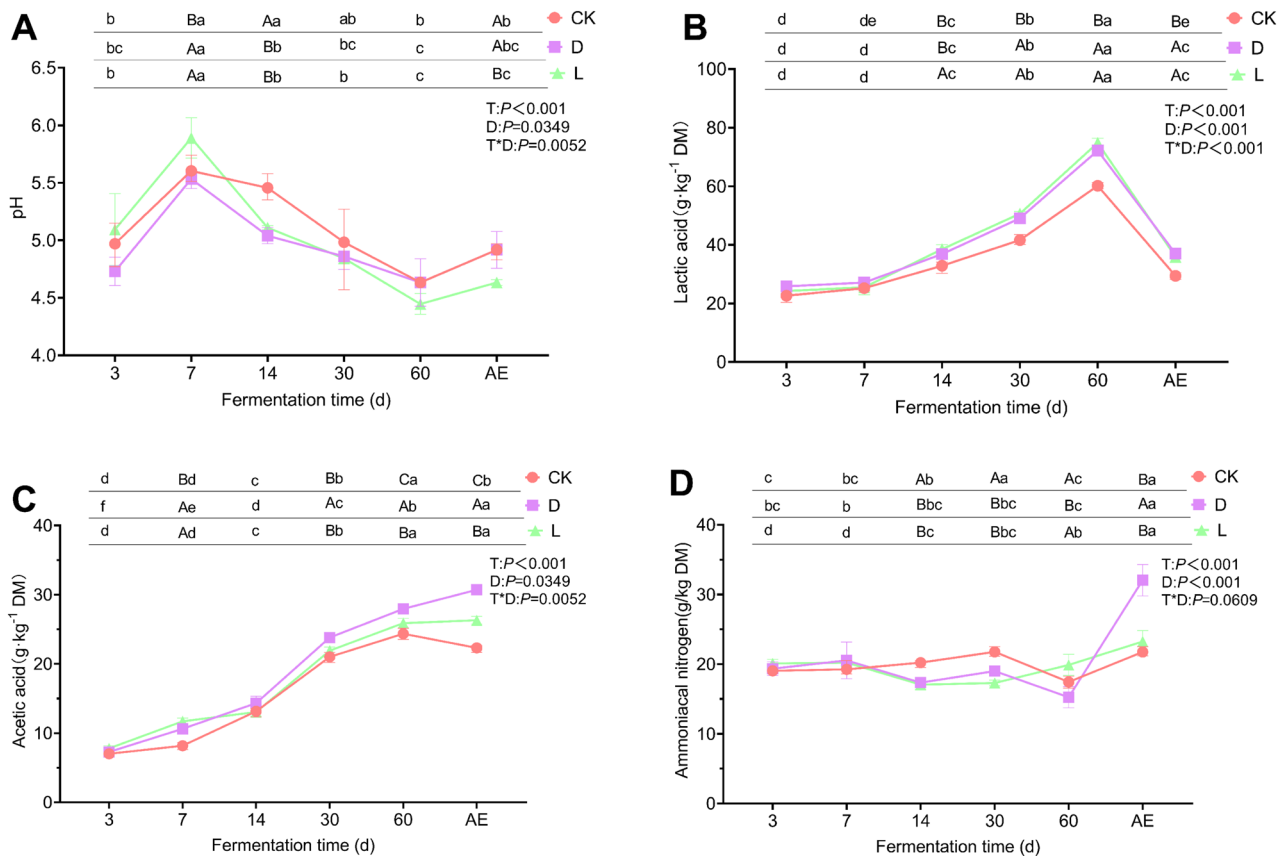 A
b Ba Aa ab b Ab CK
bc Aa Bb bc c Abc D
b Aa Bb b c Bc L
T:P<0.001
D:P=0.0349
T*D:P=0.0052
pH
6.5
6.0
5.5
5.0
4.5
4.0
3 7 14 30 60 AE
Fermentation time (d)
B
d de Bc Bb Ba Be CK
d d Bc Ab Aa Ac D
d d Ac Ab Aa Ac L
T:P<0.001
D:P<0.001
T*D:P<0.001
Lactic acid(g·kg⁻¹ DM)
100
80
60
40
20
0
3 7 14 30 60 AE
Fermentation time (d)
C
d Bd c Bb Ca Cb CK
f Ae d Ac Ab Aa D
d Ad c Bb Ba Ba L
T:P<0.001
D:P=0.0349
T*D:P=0.0052
Acetic acid(g·kg⁻¹ DM)
40
30
20
10
0
3 7 14 30 60 AE
Fermentation time (d)
D
c bc Ab Aa Ac Ba CK
bc b Bbc Bbc Bc Aa D
d d Bc Bbc Ab Ba L
T:P<0.001
D:P<0.001
T*D:P=0.0609
Ammoniacal nitrogen(g/kg DM)
40
30
20
10
0
3 7 14 30 60 AE
Fermentation time (d)